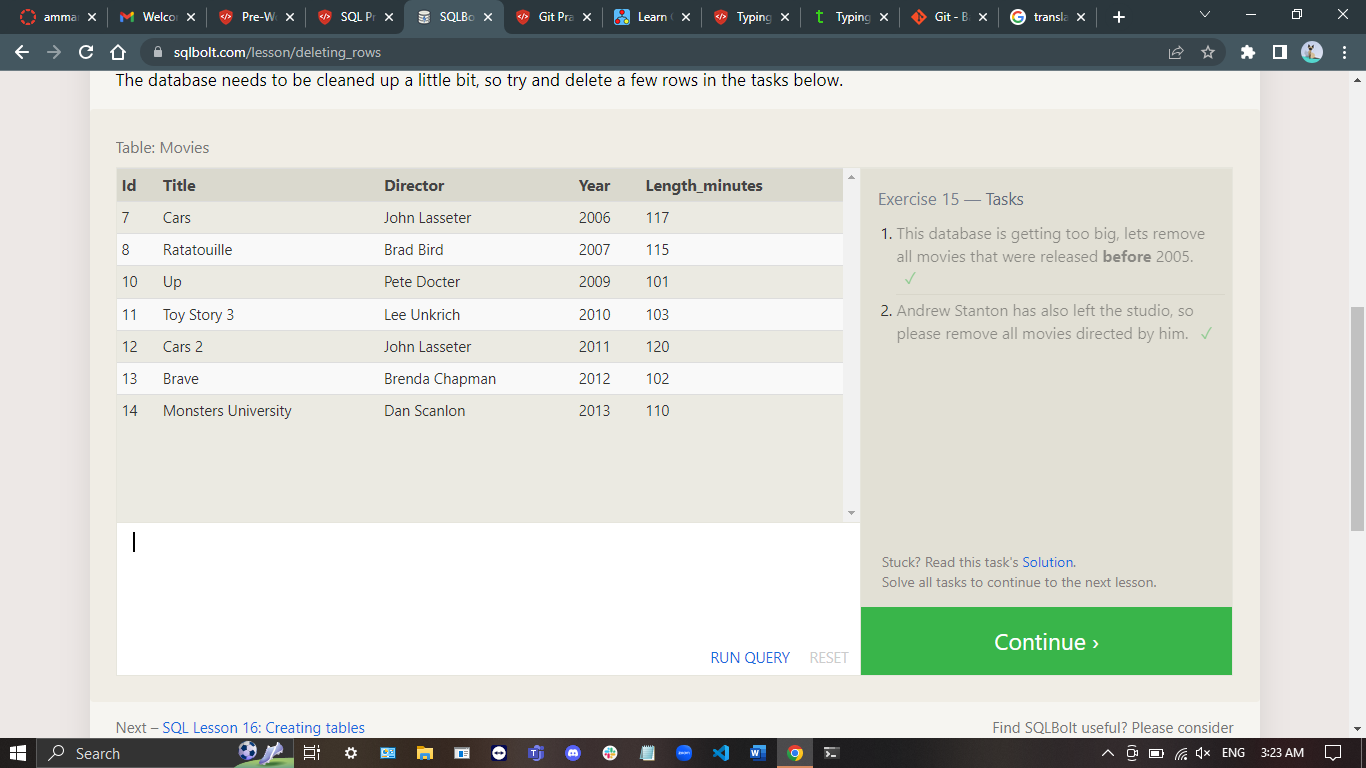 amma
Welcor
Pre-W
SQL Pr
SQLBo
Git Pra
Learn
Typing
Typing
Git - Ba
transla
sqlbolt.com/lesson/deleting_rows
The database needs to be cleaned up a little bit, so try and delete a few rows in the tasks below.
Table: Movies
Id Title Director Year Length_minutes
7 Cars John Lasseter 2006 117
8 Ratatouille Brad Bird 2007 115
10 Up Pete Docter 2009 101
11 Toy Story 3 Lee Unkrich 2010 103
12 Cars 2 John Lasseter 2011 120
13 Brave Brenda Chapman 2012 102
14 Monsters University Dan Scanlon 2013 110
RUN QUERY RESET
Exercise 15 — Tasks
1. This database is getting too big, lets remove
all movies that were released before 2005.
✓
2. Andrew Stanton has also left the studio, so
please remove all movies directed by him. ✓
Stuck? Read this task's Solution.
Solve all tasks to continue to the next lesson.
Continue ›
Next – SQL Lesson 16: Creating tables
Find SQLBolt useful? Please consider
Search
ENG
3:23 AM